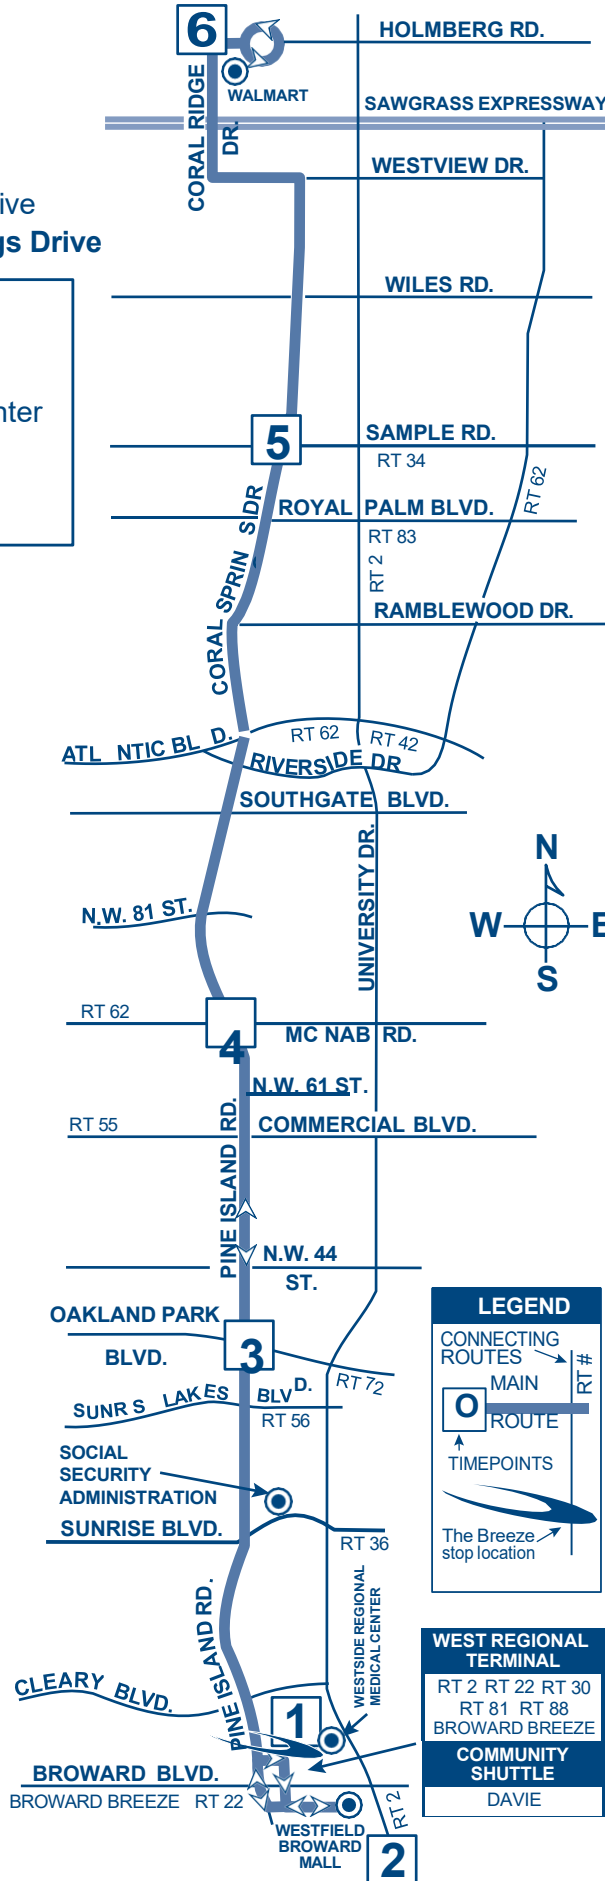 6
HOLMBERG RD.
WALMART
CORAL RIDGE
DR.
SAWGRASS EXPRESSWAY
WESTVIEW DR.
ive
gs Drive
WILES RD.
nter
5
SAMPLE RD.
RT 34
RT 62
ROYAL PALM BLVD.
RT 83
RT 2
CORAL SPRIN S DR
RAMBLEWOOD DR.
ATL NTIC BL D.
RT 62
RT 42
RIVERSIDE DR
SOUTHGATE BLVD.
UNIVERSITY DR.
N
W E
S
N.W. 81 ST.
RT 62
4
MC NAB RD.
N.W. 61 ST.
RT 55
COMMERCIAL BLVD.
PINE ISLAND RD.
N.W. 44
ST.
OAKLAND PARK
BLVD.
3
RT 72
SUNR S LAKES BLVD.
RT 56
SOCIAL
SECURITY
ADMINISTRATION
SUNRISE BLVD.
RT 36
LEGEND
CONNECTING
ROUTES
RT #
MAIN
O
ROUTE
TIMEPOINTS
The Breeze
stop location
PINE ISLAND RD.
WESTSIDE REGIONAL
MEDICAL CENTER
CLEARY BLVD.
1
WEST REGIONAL
TERMINAL
RT 2 RT 22 RT 30
RT 81 RT 88
BROWARD BREEZE
COMMUNITY
SHUTTLE
DAVIE
BROWARD BLVD.
BROWARD BREEZE RT 22
RT 2
WESTFIELD
BROWARD
MALL
2